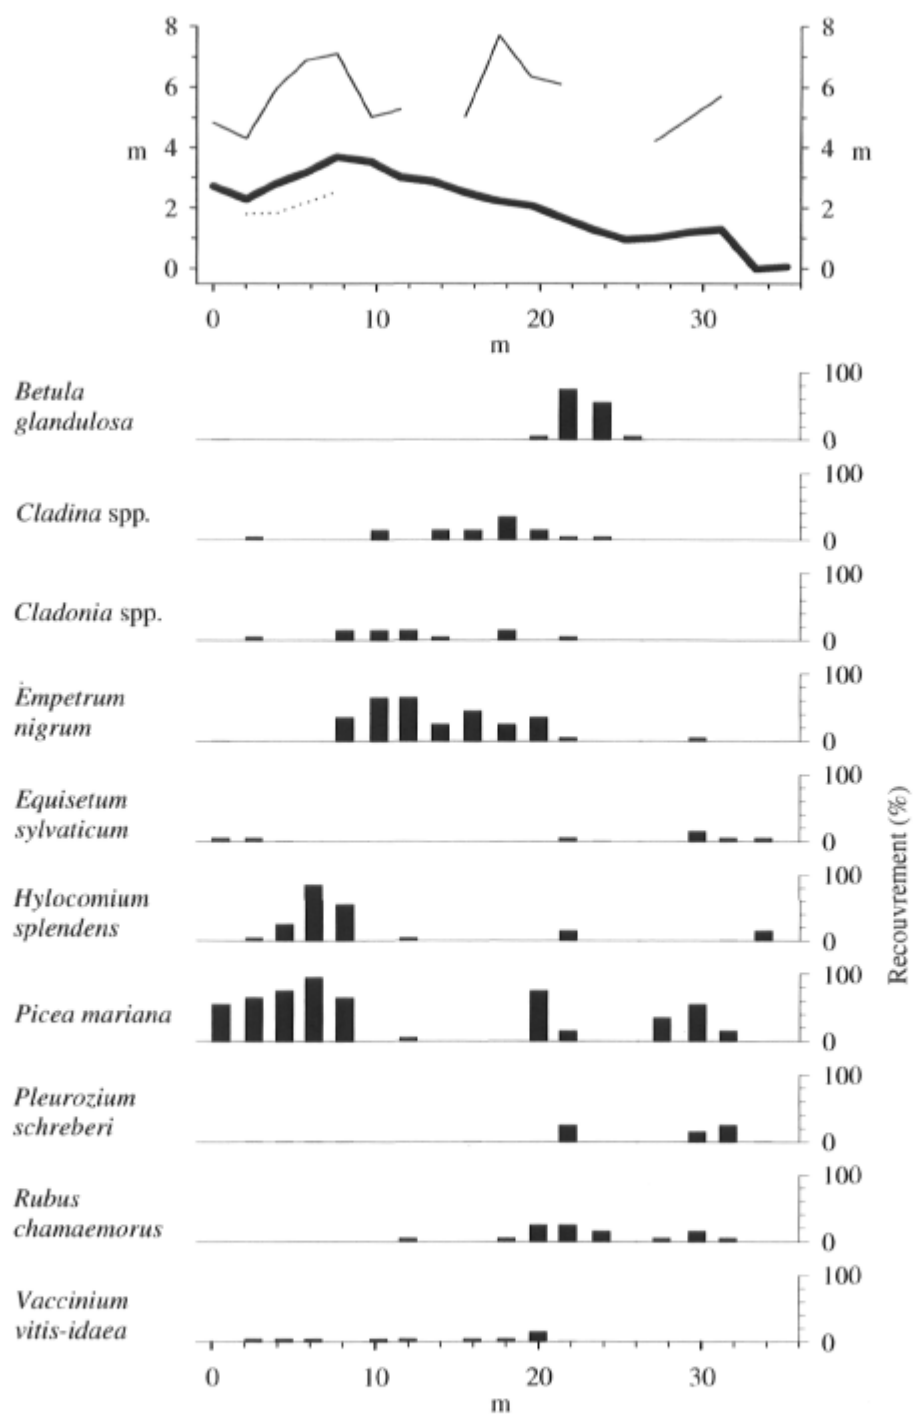 8 8
6 6
m 4 4 m
2 2
0 0
0 10 20 30
m
Betula
glandulosa
100
0
Cladina spp.
100
0
Cladonia spp.
100
0
Empetrum
nigrum
100
0
Equisetum
sylvaticum
100
0
Hylocomium
splendens
100
0
Picea mariana
100
0
Pleurozium
schreberi
100
0
Rubus
chamaemorus
100
0
Vaccinium
vitis-idaea
100
0
Recouvrement (%)
0 10 20 30
m